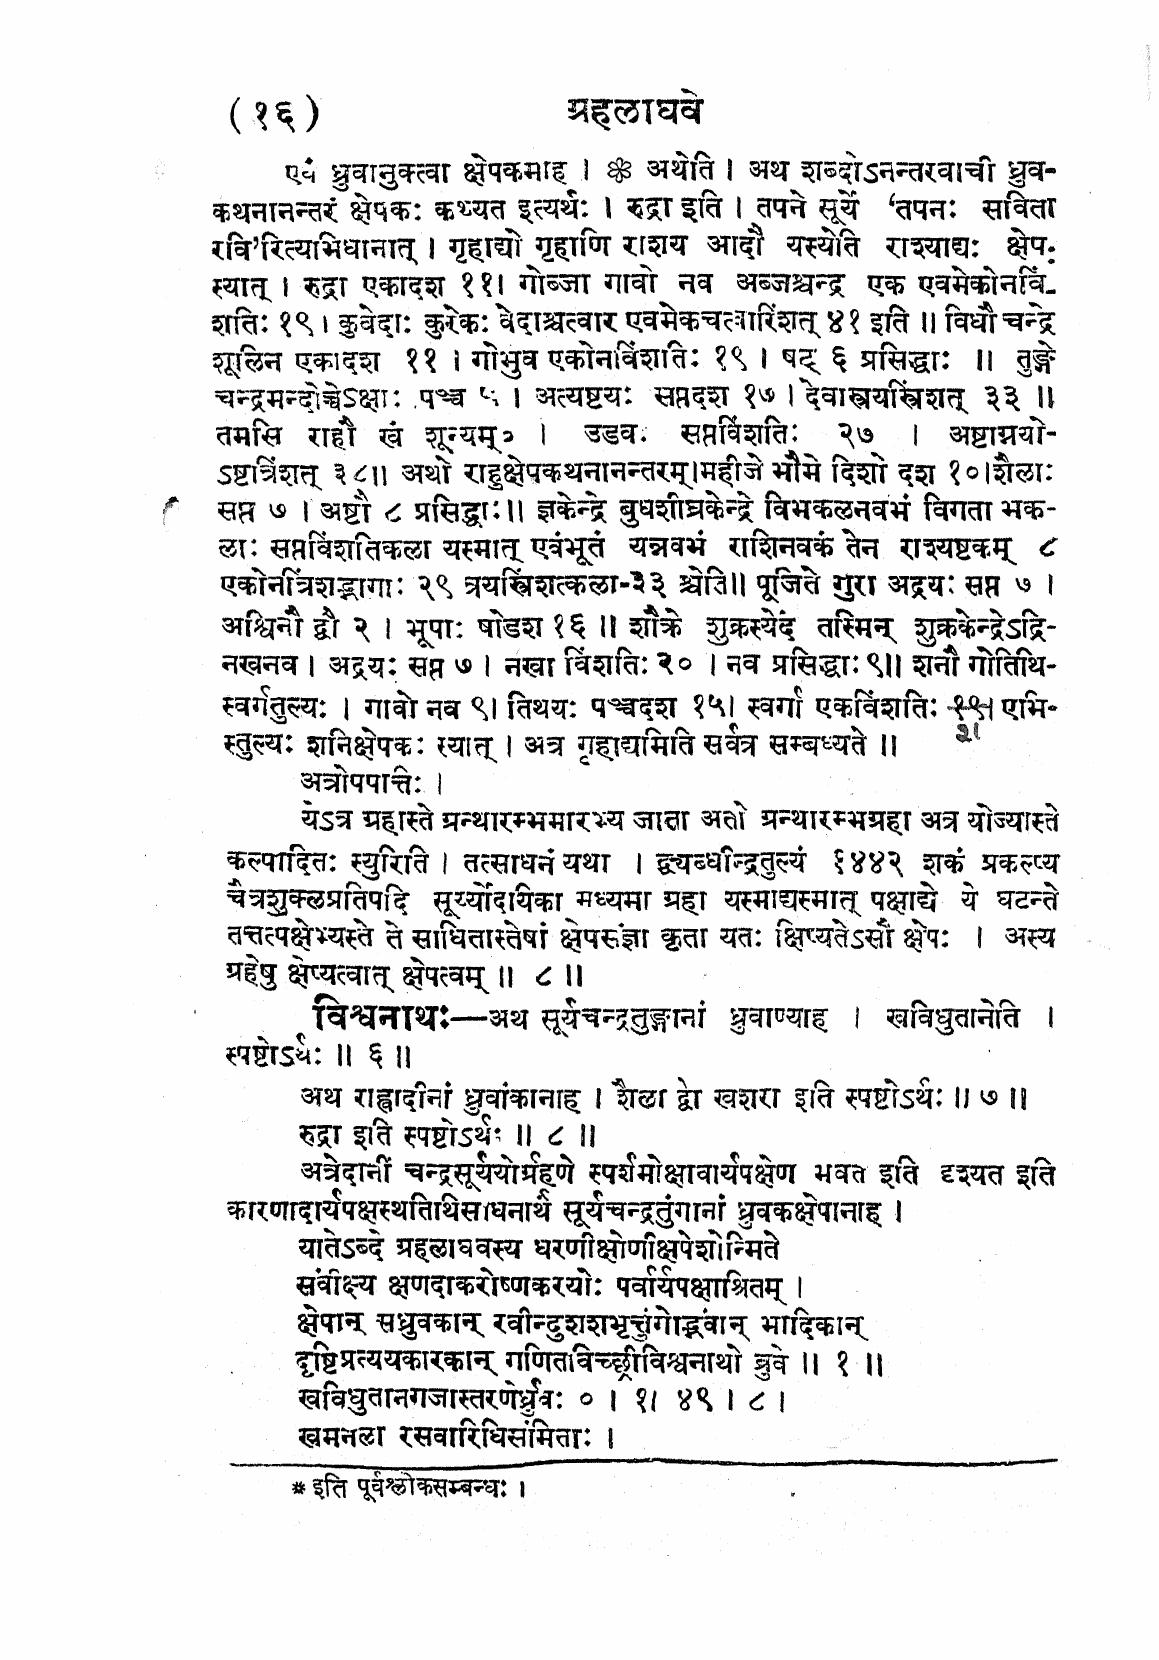 (१६) ग्रहलाघवे
एवं ध्रुवानुक्त्वा क्षेपकमाह । * अथेति । अथ शब्दोऽनन्तरवाची ध्रुव-
कथनानन्तरं क्षेपकः कथ्यत इत्यर्थः । रुद्रा इति । तपने सूर्ये ‘तपनः सविता
रवि’रित्याभिधानात् । गृहाद्यो गृहाणि राशय आदौ यस्येति राश्याद्यः क्षेप.
स्यात् । रुद्रा एकादश ११। गोब्जा गावो नव अब्जश्चन्द्र एक एवमेकोनविं-
शतिः १९। कुवेदाः कुरेकः वेदाश्चत्वार एवमेकचत्वारिंशत् ४१ इति ॥ विधौ चन्द्रे
शूलिन एकादश ११ । गोभुव एकोनविंशतिः १९ । षट् ६ प्रसिद्धाः ॥ तुङ्गे
चन्द्रमन्दोच्चेऽक्षाः पञ्च ५ । अत्यष्टयः सप्तदश १७ । देवास्त्रयस्त्रिंशत् ३३ ॥
तमसि राहौ खं शून्यम्० । उडवः सप्तविंशतिः २७ । अष्टाग्नयो-
ऽष्टात्रिंशत् ३८॥ अथो राहुक्षेपकथनानन्तरम्।महीजे भौमे दिशो दश १०।शैलाः
सप्त ७ । अष्टौ ८ प्रसिद्धाः॥ ज्ञकेन्द्रे बुधशीघ्रकेन्द्रे विभकलनवभं विगता भक-
लाः सप्तविंशतिकला यस्मात् एवंभूतं यन्नवभं राशिनवकं तेन राश्यष्टकम् ८
एकोनत्रिंशद्भागाः २९ त्रयस्त्रिंशत्कला-३३ श्चेति॥ पूजिते गुरा अद्रयः सप्त ७ ।
अश्विनौ द्वौ २ । भूपाः षोडश १६ ॥ शौक्रे शुक्रस्येदं तस्मिन् शुक्रकेन्द्रेऽद्रि-
नखनव । अद्रयः सप्त ७ । नखा विंशतिः २० । नव प्रसिद्धाः ९॥ शनौ गोतिथि-
स्वर्गतुल्यः । गावो नव ९। तिथयः पञ्चदश १५। स्वर्गा एकविंशतिः १९। एभि-
२१
स्तुल्यः शनिक्षेपकः स्यात् । अत्र गृहाद्यमिति सर्वत्र सम्बध्यते ॥
अत्रोपपात्तिः ।
येऽत्र ग्रहास्ते ग्रन्थारम्भमारभ्य जाता अतो ग्रन्थारम्भग्रहा अत्र योज्यास्ते
कल्पादितः स्युरिति । तत्साधनं यथा । द्व्यब्धीन्द्रतुल्यं १४४२ शकं प्रकल्प्य
चैत्रशुक्लप्रतिपदि सूर्य्योदायिका मध्यमा ग्रहा यस्माद्यस्मात् पक्षाद्ये ये घटन्ते
तत्तत्पक्षेभ्यस्ते ते साधितास्तेषां क्षेपसंज्ञा कृता यतः क्षिप्यतेऽसौ क्षेपः । अस्य
ग्रहेषु क्षेप्यत्वात् क्षेपत्वम् ॥ ८ ॥
विश्वनाथः—अथ सूर्यचन्द्रतुङ्गानां ध्रुवाण्याह । खविधुतानेति ।
स्पष्टोऽर्थः ॥ ६ ॥
अथ राह्वादीनां ध्रुवांकानाह । शैला द्वो खशरा इति स्पष्टोऽर्थः ॥ ७ ॥
रुद्रा इति स्पष्टोऽर्थः ॥ ८ ॥
अत्रेदानीं चन्द्रसूर्ययोर्ग्रहणे स्पर्शमोक्षावार्यपक्षेण भवत इति दृश्यत इति
कारणादार्यपक्षस्थतिथिसाधनार्थं सूर्यचन्द्रतुंगानां ध्रुवकक्षेपानाह ।
यातेऽब्दे ग्रहलाघवस्य धरणीक्षोणीक्षपेशोन्मिते
संवीक्ष्य क्षणदाकरोष्णकरयोः पर्वार्यपक्षाश्रितम् ।
क्षेपान् सध्रुवकान् रवीन्दुशशभृत्तुंगोद्भवान् भादिकान्
दृष्टिप्रत्ययकारकान् गणितविच्छ्रीविश्वनाथो ब्रुवे ॥ १ ॥
खविधुतानगजास्तरणेर्ध्रुवः ० । १। ४९ । ८ ।
खमनला रसवारिधिसंमिताः ।
* इति पूर्वश्लोकसम्बन्धः ।